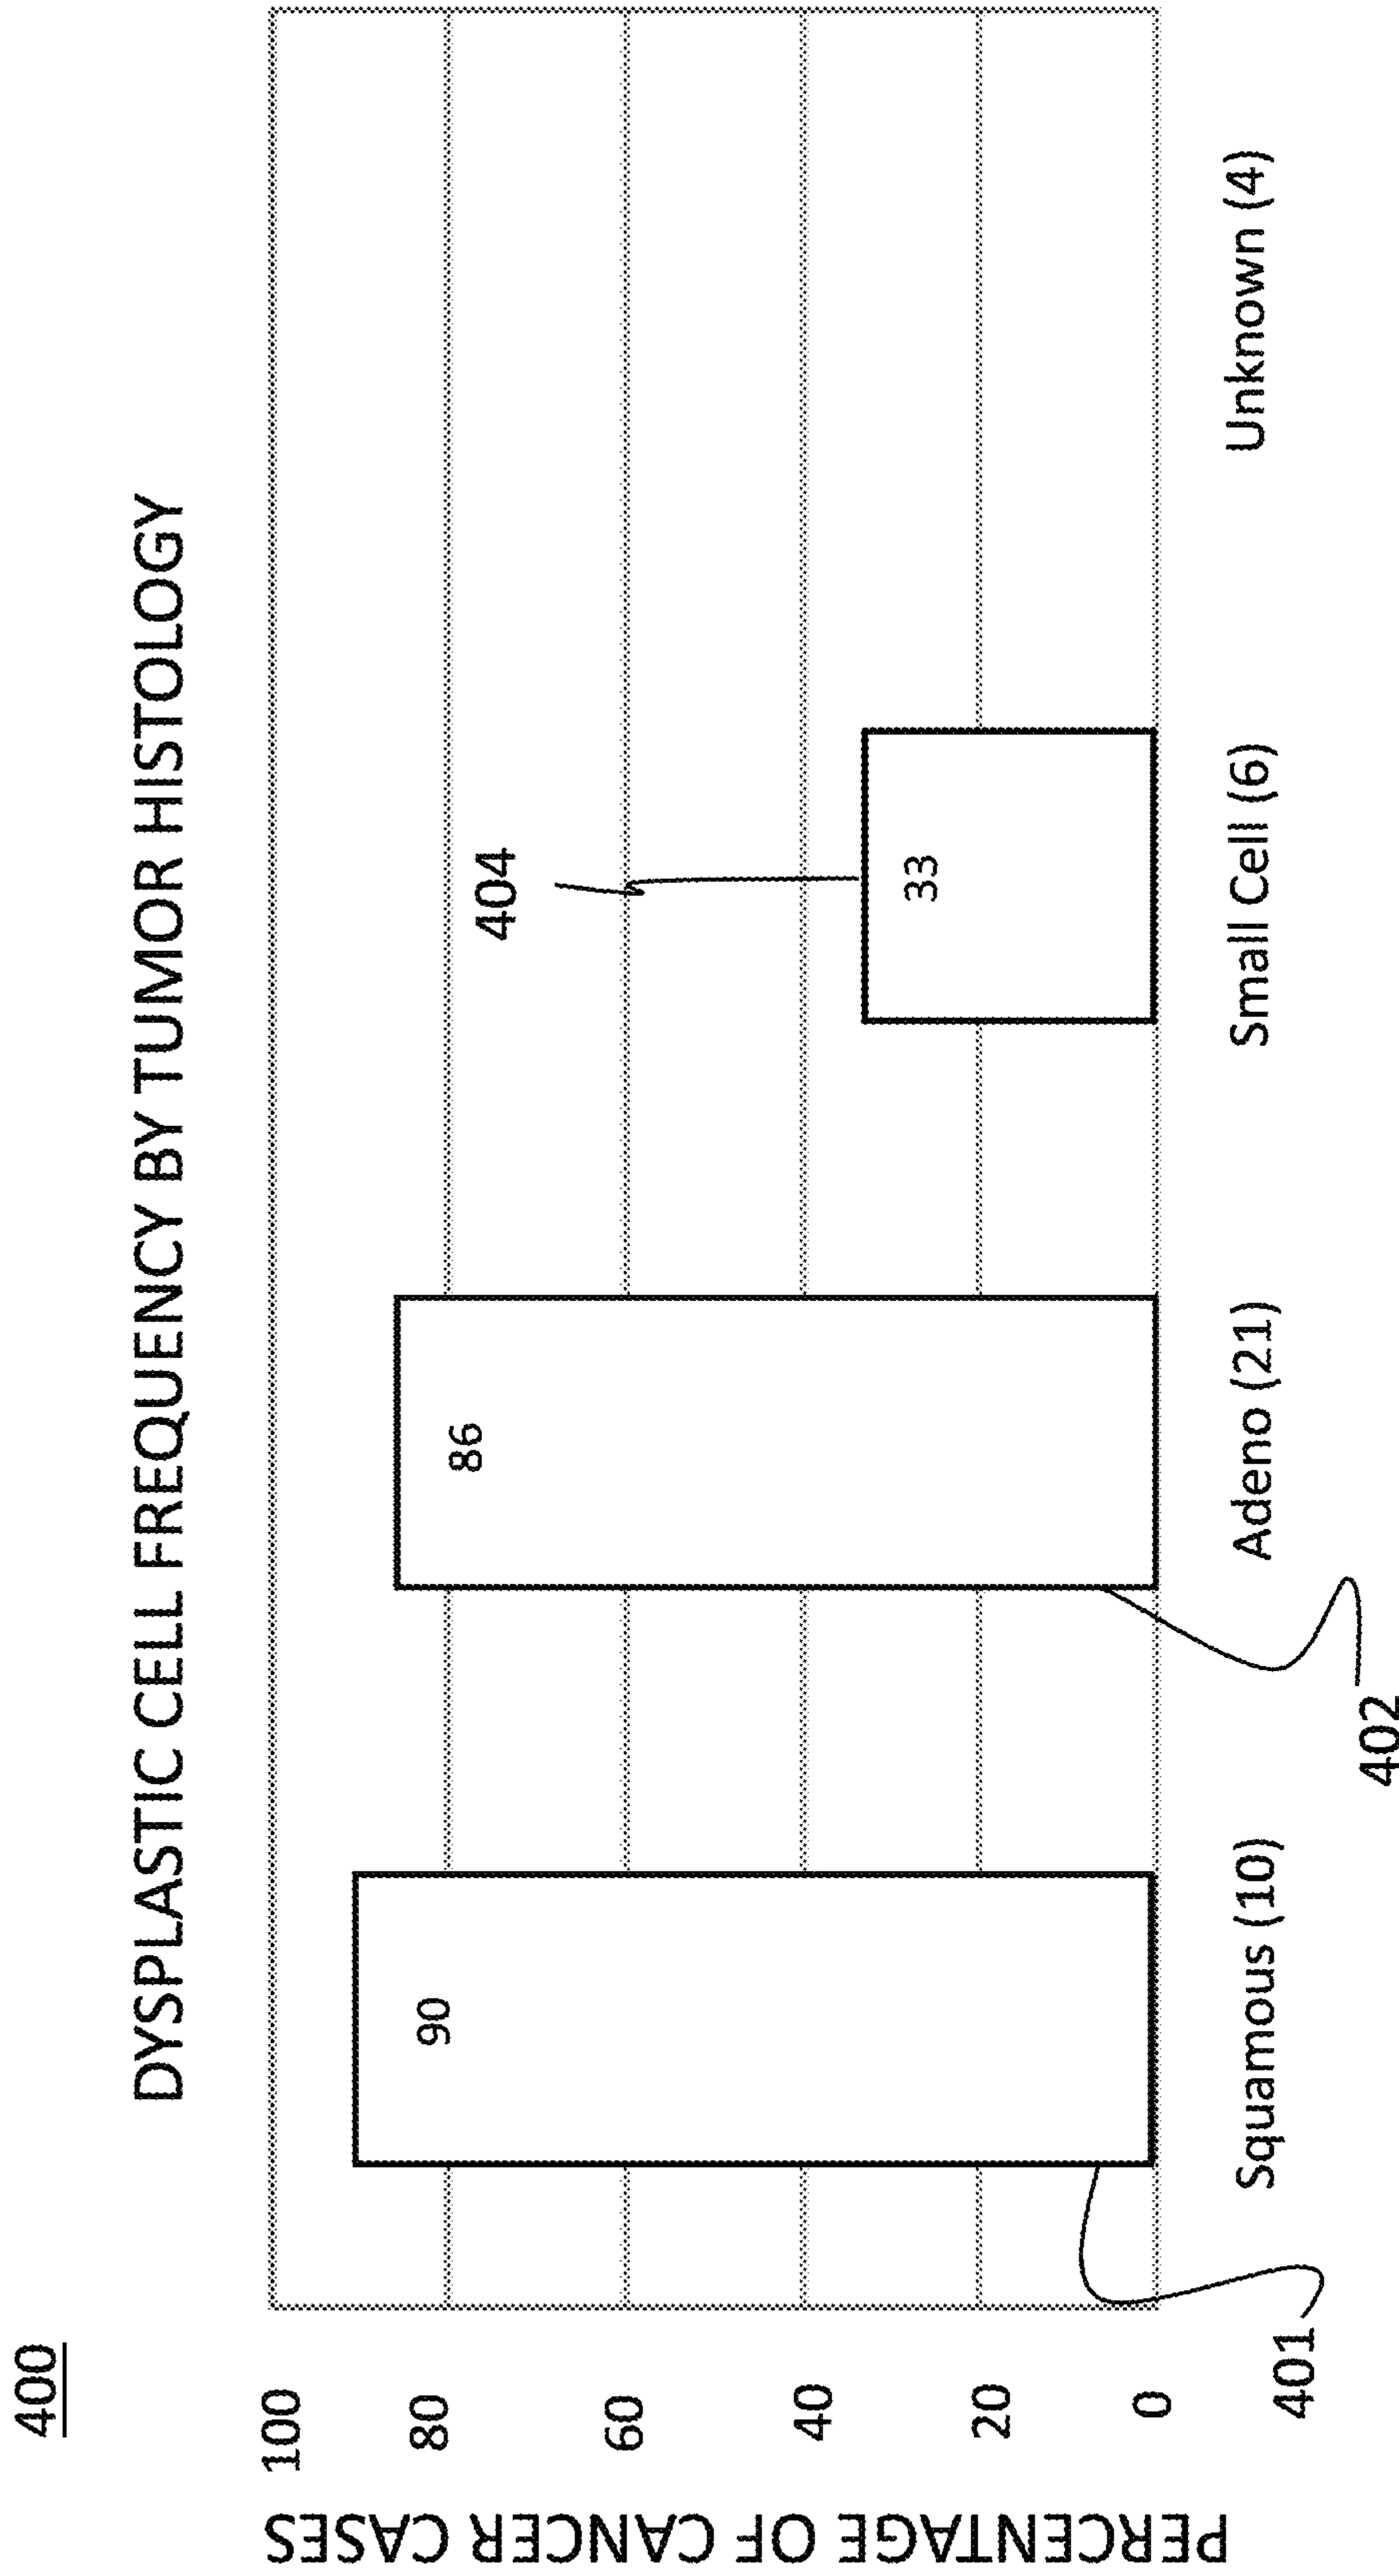 400
DYSPLASTIC CELL FREQUENCY BY TUMOR HISTOLOGY
PERCENTAGE OF CANCER CASES
100
80
60
40
20
0
90
86
404
33
Squamous (10)
Adeno (21)
Small Cell (6)
Unknown (4)
401
402